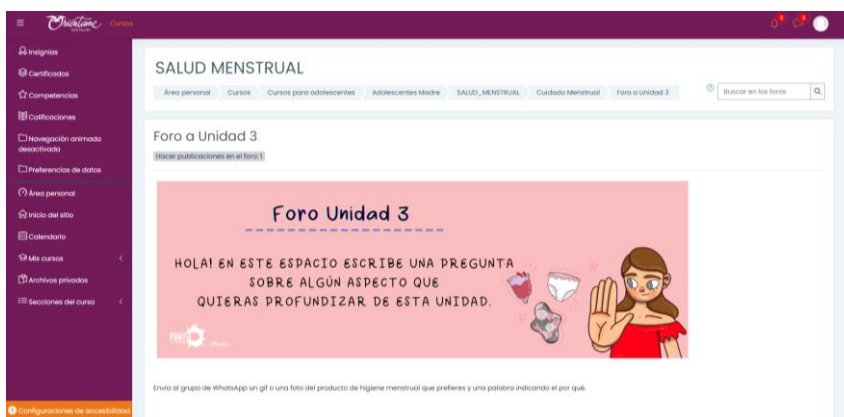 Orientame Cursos
Insignias
Certificados
Competencias
Calificaciones
Navegación animada
desactivada
Preferencias de datos
Área personal
Inicio del sitio
Calendario
Mis cursos
Archivos privados
Secciones del curso
Configuraciones de accesibilidad
SALUD MENSTRUAL
Área personal Cursos Cursos para adolescentes Adolescentes Madre SALUD_MENSTRUAL Cuidado Menstrual Foro a Unidad 3
Buscar en los foros
Foro a Unidad 3
Hacer publicaciones en el foro: 1
Foro Unidad 3
HOLA! EN ESTE ESPACIO ESCRIBE UNA PREGUNTA
SOBRE ALGÚN ASPECTO QUE
QUIERAS PROFUNDIZAR DE ESTA UNIDAD.
Envía al grupo de WhatsApp un gif o una foto del producto de higiene menstrual que prefieres y una palabra indicando el por qué.